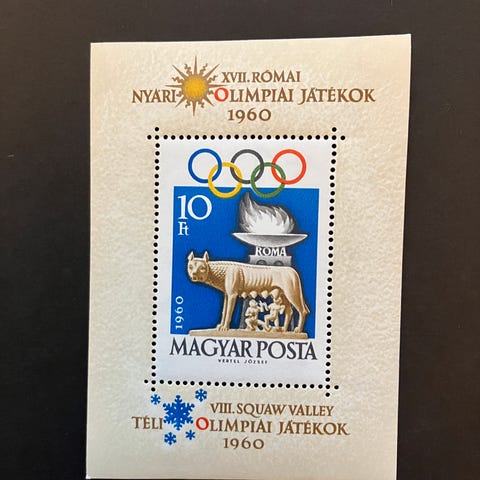 XVII. RÓMAI
NYÁRI OLIMPIAI JÁTÉKOK
1960
10
Ft
ROMA
1960
MAGYAR POSTA
VERTEL JÓZSEF
VIII. SQUAW VALLEY
TÉLI OLIMPIAI JÁTÉKOK
1960